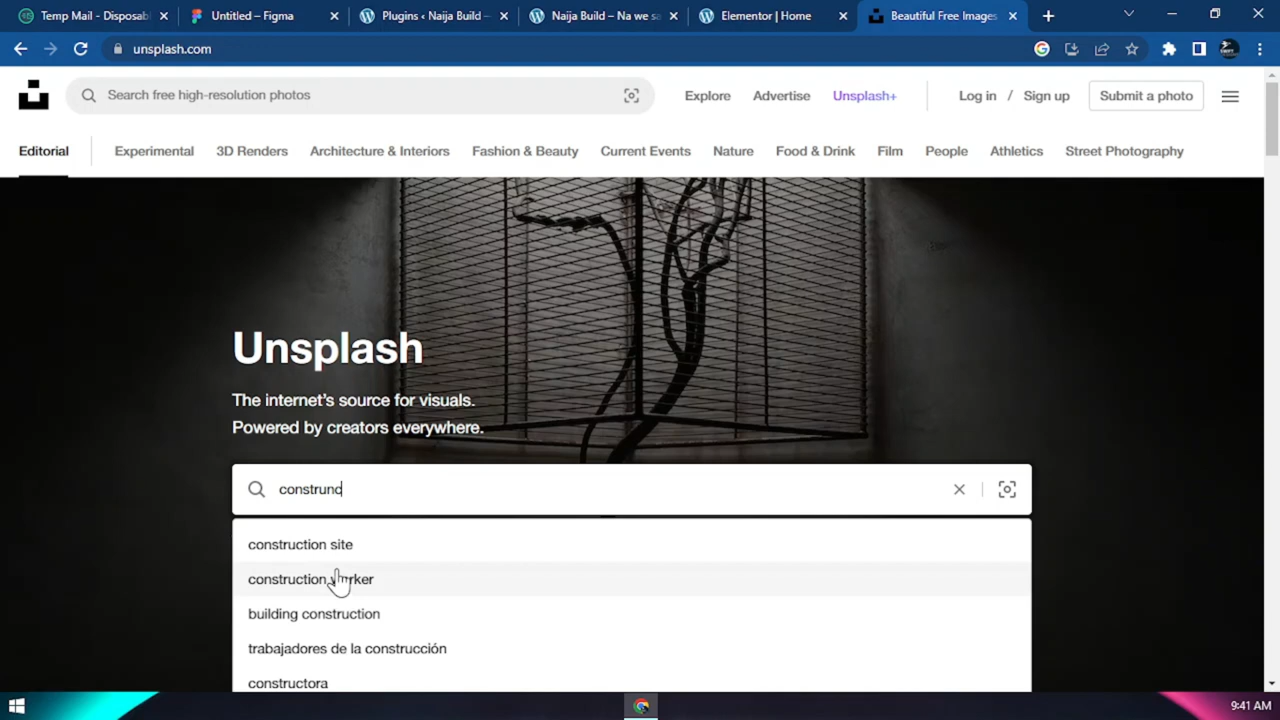 Temp Mail - Disposab
Untitled – Figma
Plugins ‹ Naija Build —
Naija Build – Na we sa
Elementor | Home
Beautiful Free Images
unsplash.com
Search free high-resolution photos
Explore
Advertise
Unsplash+
Log in / Sign up
Submit a photo
Editorial
Experimental
3D Renders
Architecture & Interiors
Fashion & Beauty
Current Events
Nature
Food & Drink
Film
People
Athletics
Street Photography
Unsplash
The internet’s source for visuals.
Powered by creators everywhere.
construnc
construction site
construction worker
building construction
trabajadores de la construcción
constructora
9:41 AM